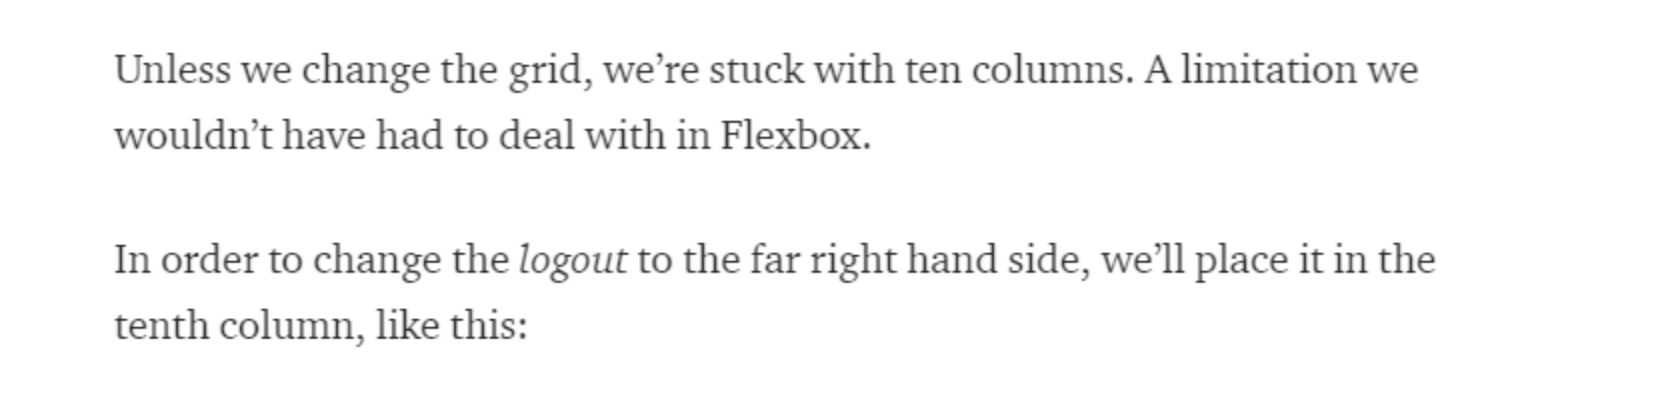 Unless we change the grid, we’re stuck with ten columns. A limitation we
wouldn’t have had to deal with in Flexbox.
In order to change the logout to the far right hand side, we’ll place it in the
tenth column, like this: